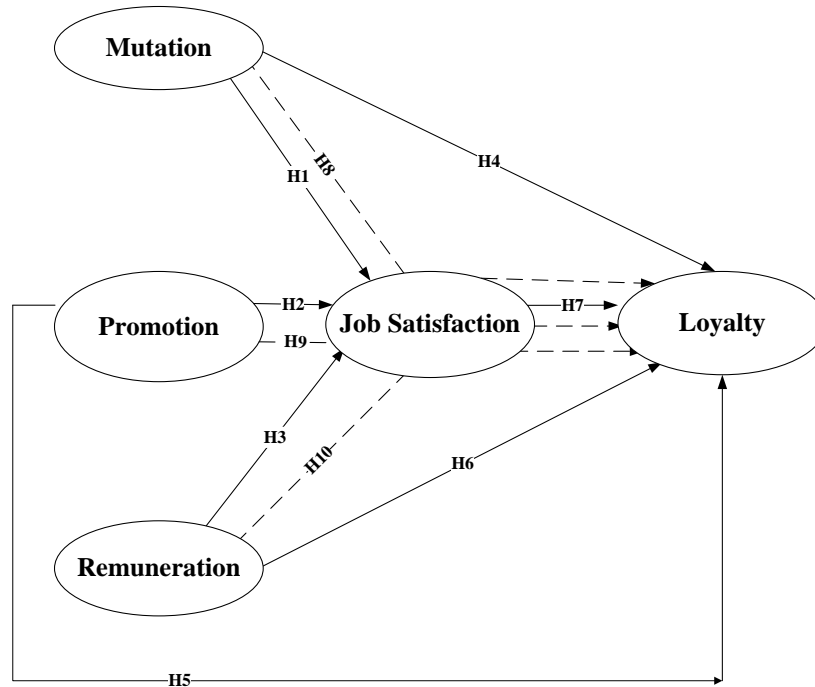 Mutation
H8
H1
H4
H2
H7
Promotion
Job Satisfaction
Loyalty
H9
H3
H10
H6
Remuneration
H5